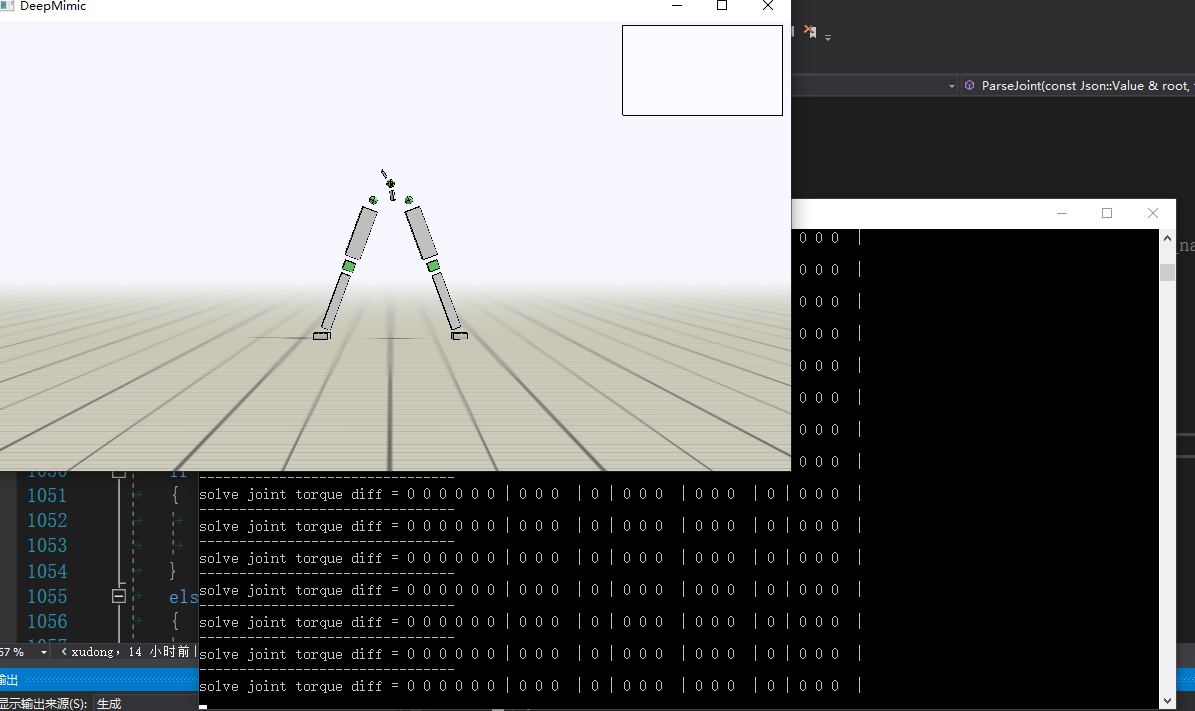 DeepMimic
ParseJoint(const Json::Value & root,
0 0 0 |
0 0 0 |
0 0 0 |
0 0 0 |
0 0 0 |
0 0 0 |
0 0 0 |
0 0 0 |
1050 if
--------------------------------
1051 {
solve joint torque diff = 0 0 0 0 0 0 | 0 0 0 | 0 | 0 0 0 | 0 0 0 | 0 | 0 0 0 |
--------------------------------
1052
solve joint torque diff = 0 0 0 0 0 0 | 0 0 0 | 0 | 0 0 0 | 0 0 0 | 0 | 0 0 0 |
--------------------------------
1053
solve joint torque diff = 0 0 0 0 0 0 | 0 0 0 | 0 | 0 0 0 | 0 0 0 | 0 | 0 0 0 |
--------------------------------
1054 }
solve joint torque diff = 0 0 0 0 0 0 | 0 0 0 | 0 | 0 0 0 | 0 0 0 | 0 | 0 0 0 |
--------------------------------
1055 els
solve joint torque diff = 0 0 0 0 0 0 | 0 0 0 | 0 | 0 0 0 | 0 0 0 | 0 | 0 0 0 |
--------------------------------
1056 {
1057
solve joint torque diff = 0 0 0 0 0 0 | 0 0 0 | 0 | 0 0 0 | 0 0 0 | 0 | 0 0 0 |
--------------------------------
57 %
xudong，14 小时前 |
solve joint torque diff = 0 0 0 0 0 0 | 0 0 0 | 0 | 0 0 0 | 0 0 0 | 0 | 0 0 0 |
输出
显示输出来源(S): 生成
_na